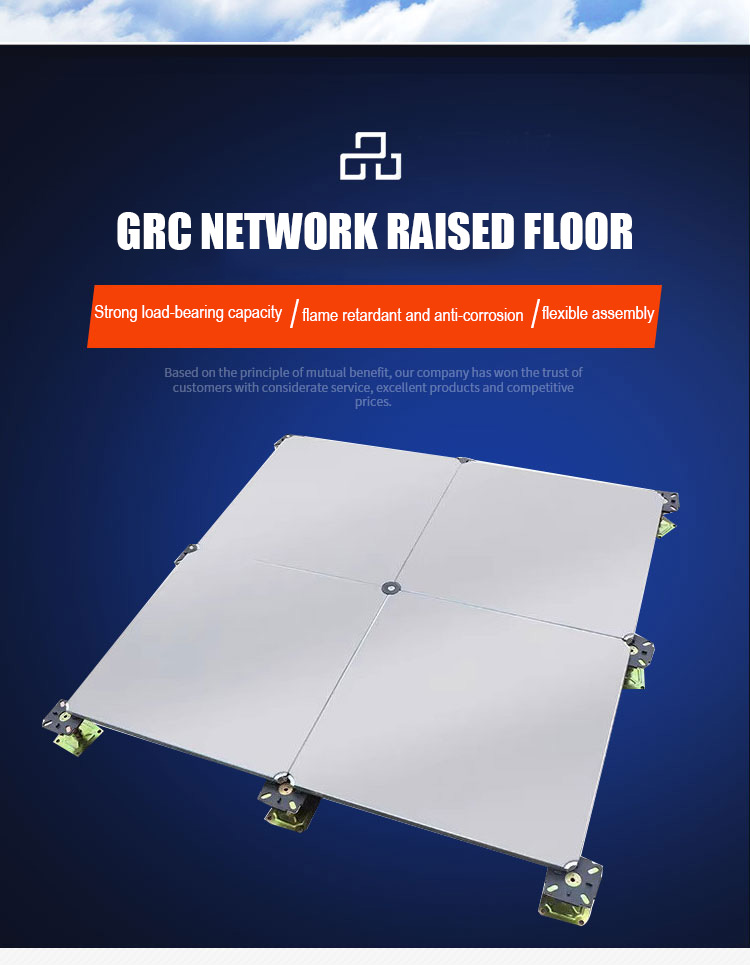 GRC NETWORK RAISED FLOOR
Strong load-bearing capacity / flame retardant and anti-corrosion / flexible assembly
Based on the principle of mutual benefit, our company has won the trust of
customers with considerate service, excellent products and competitive
prices.